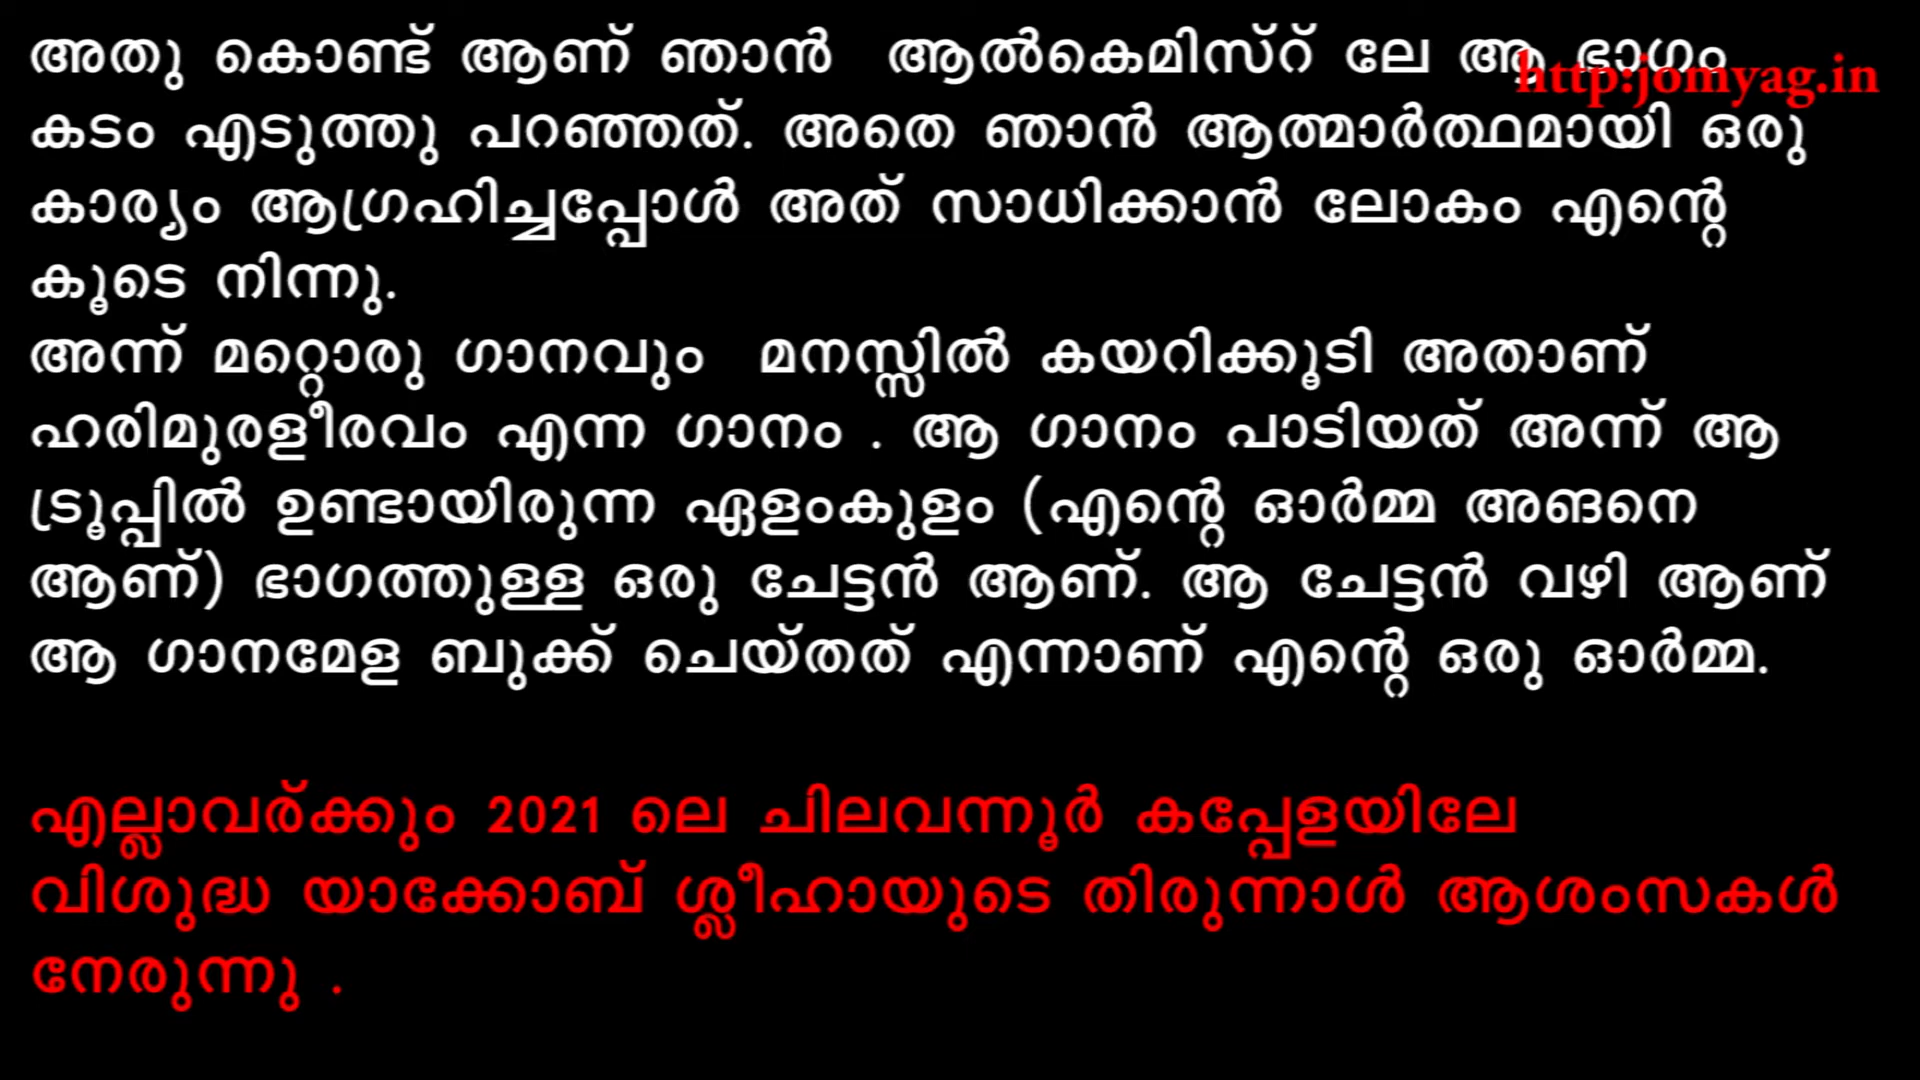 അതു കൊണ്ട് ആണ് ഞാൻ ആൽകെമിസ്റ് ലേ ആ ഭാഗം
http:jomyag.in
കടം എടുത്തു പറഞ്ഞത്. അതെ ഞാൻ ആത്മാർത്ഥമായി ഒരു
കാര്യം ആഗ്രഹിച്ചപ്പോൾ അത് സാധിക്കാൻ ലോകം എന്റെ
കൂടെ നിന്നു.
അന്ന് മറ്റൊരു ഗാനവും മനസ്സിൽ കയറിക്കൂടി അതാണ്
ഹരിമുരളീരവം എന്ന ഗാനം . ആ ഗാനം പാടിയത് അന്ന് ആ
ട്രൂപ്പിൽ ഉണ്ടായിരുന്ന ഏളംകുളം (എന്റെ ഓർമ്മ അങനെ
ആണ്) ഭാഗത്തുള്ള ഒരു ചേട്ടൻ ആണ്. ആ ചേട്ടൻ വഴി ആണ്
ആ ഗാനമേള ബുക്ക് ചെയ്തത് എന്നാണ് എന്റെ ഒരു ഓർമ്മ.
എല്ലാവര്ക്കും 2021 ലെ ചിലവന്നൂർ കപ്പേളയിലേ
വിശുദ്ധ യാക്കോബ് ശ്ലീഹായുടെ തിരുന്നാൾ ആശംസകൾ
നേരുന്നു .